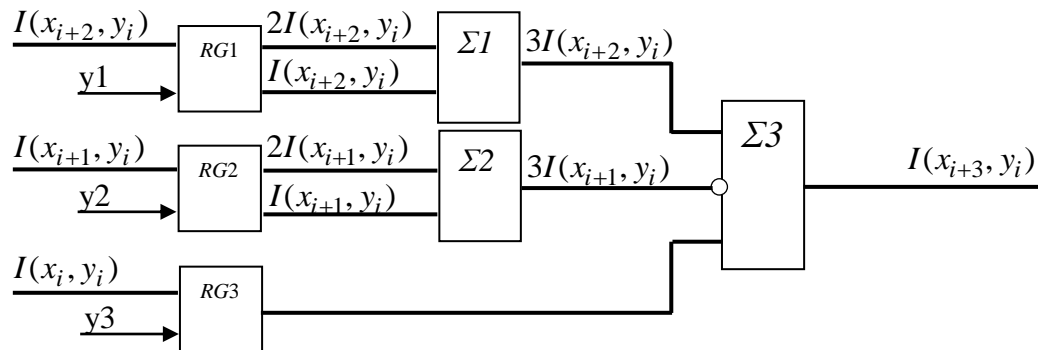 I(x_{i+2}, y_i) RG1 2I(x_{i+2}, y_i) Σ1 3I(x_{i+2}, y_i)
y1 I(x_{i+2}, y_i)
Σ3
I(x_{i+1}, y_i) RG2 2I(x_{i+1}, y_i) Σ2 3I(x_{i+1}, y_i) I(x_{i+3}, y_i)
y2 I(x_{i+1}, y_i)
I(x_i, y_i) RG3
y3